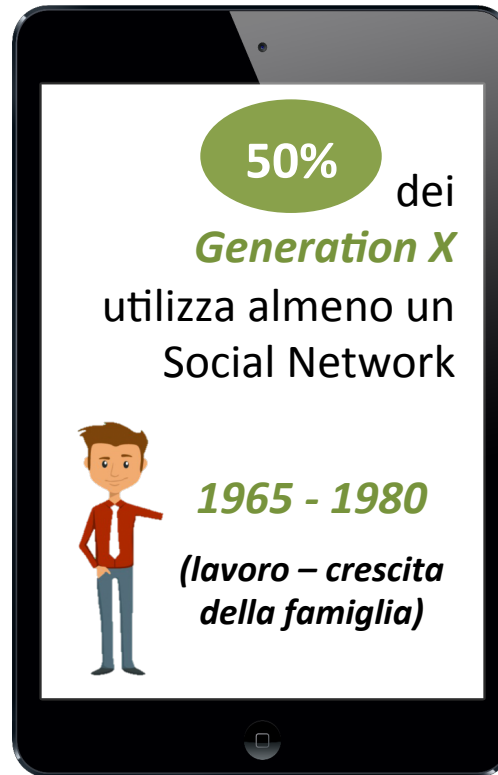 50%
dei
Generation X
utilizza almeno un
Social Network
1965 - 1980
(lavoro – crescita
della famiglia)